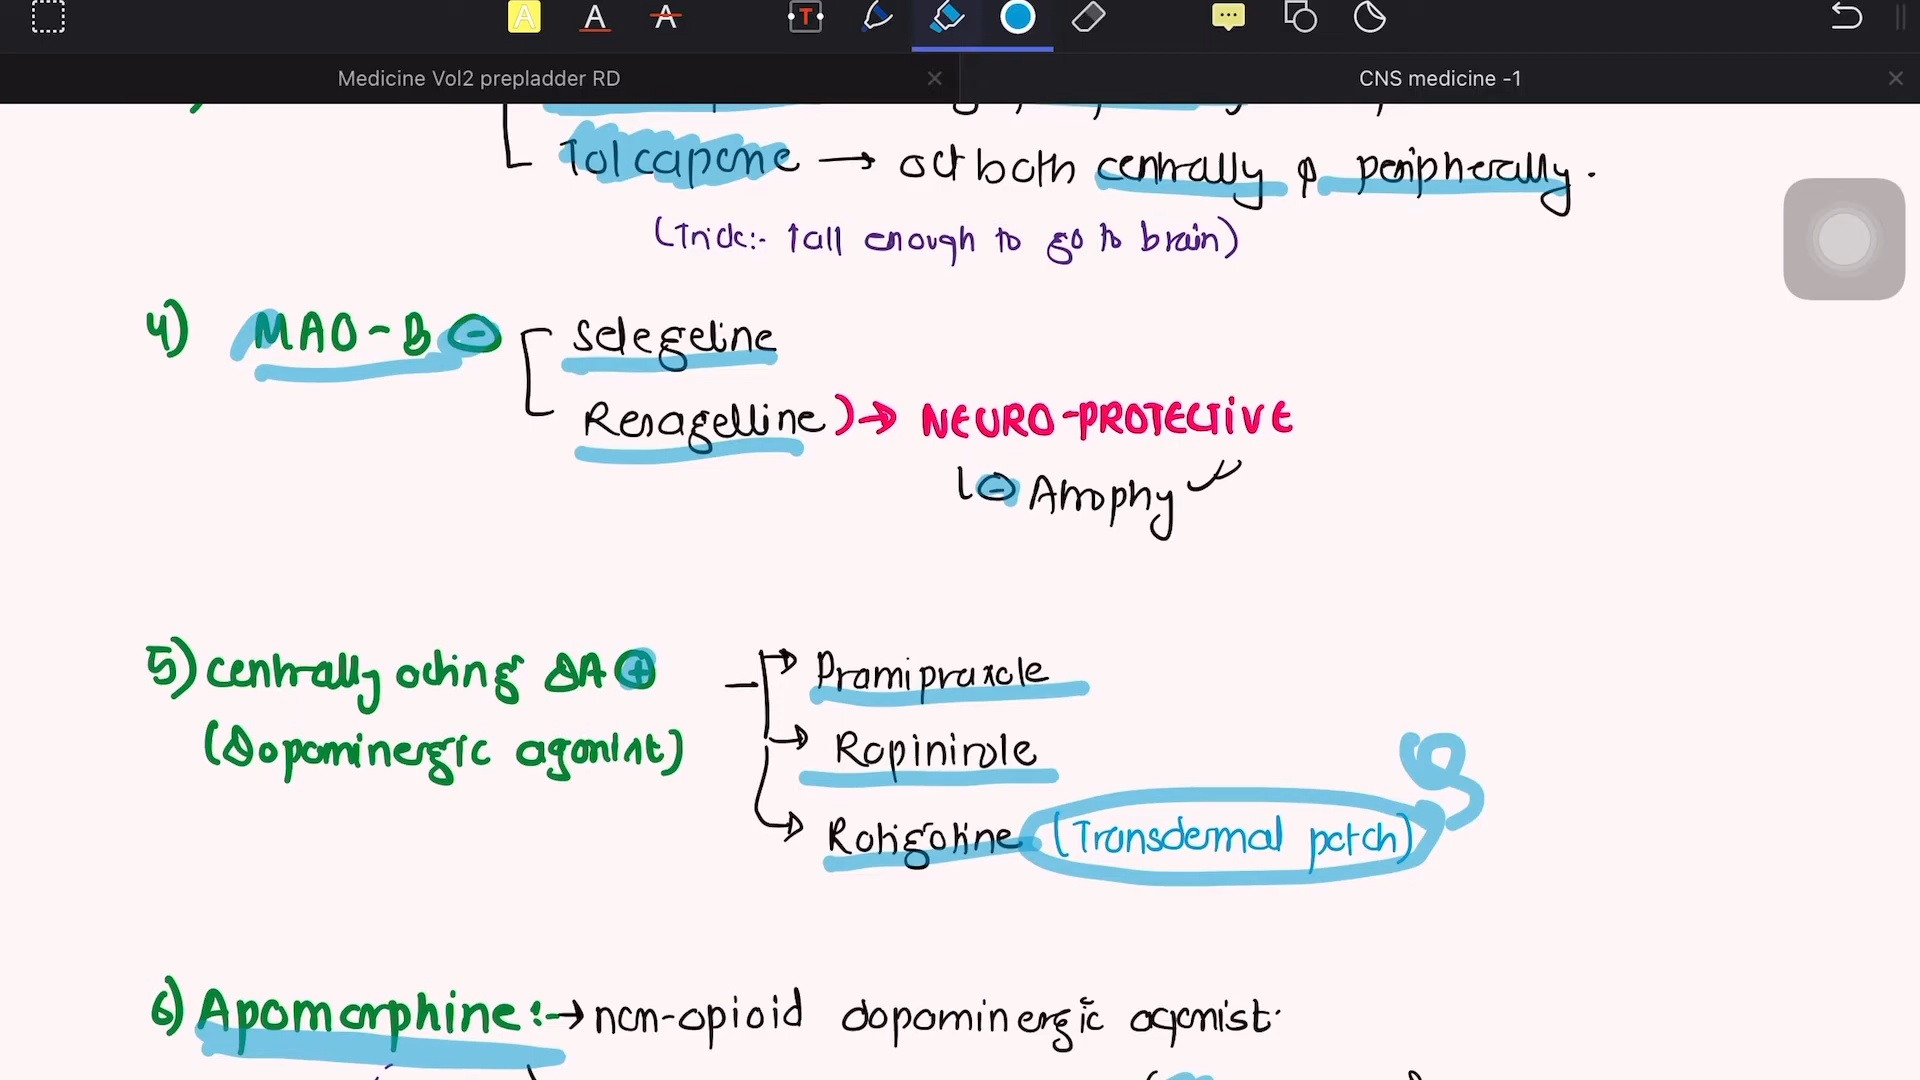 A A A T
Medicine Vol2 prepladder RD × CNS medicine -1 ×
Tolcapone → act both centrally & peripherally.
(Trick:- tall enough to go to brain)
4) MAO-B ⊖ Selegeline
Rasagelline) → NEURO-PROTECTIVE
⊖ Atrophy
5) centrally acting DA ⊕ → Pramipraxole
(Dopaminergic agonist) → Ropinirole
→ Rotigotine (Transdermal patch)
6) Apomorphine :→ non-opioid dopaminergic agonist.